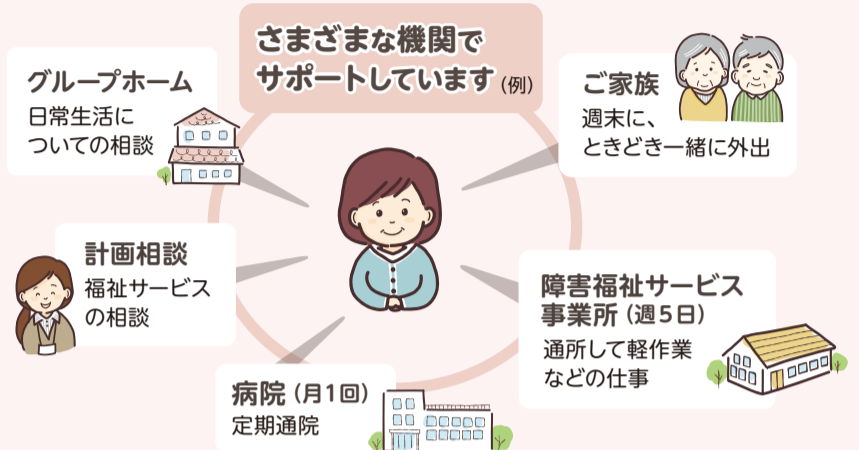 さまざまな機関で
サポートしています(例)
グループホーム
日常生活に
ついての相談
ご家族
週末に、
ときどき一緒に外出
計画相談
福祉サービス
の相談
障害福祉サービス
事業所(週5日)
通所して軽作業
などの仕事
病院(月1回)
定期通院